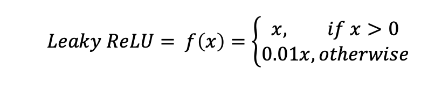 Leaky ReLU = f(x) = { x, if x > 0
0.01x, otherwise